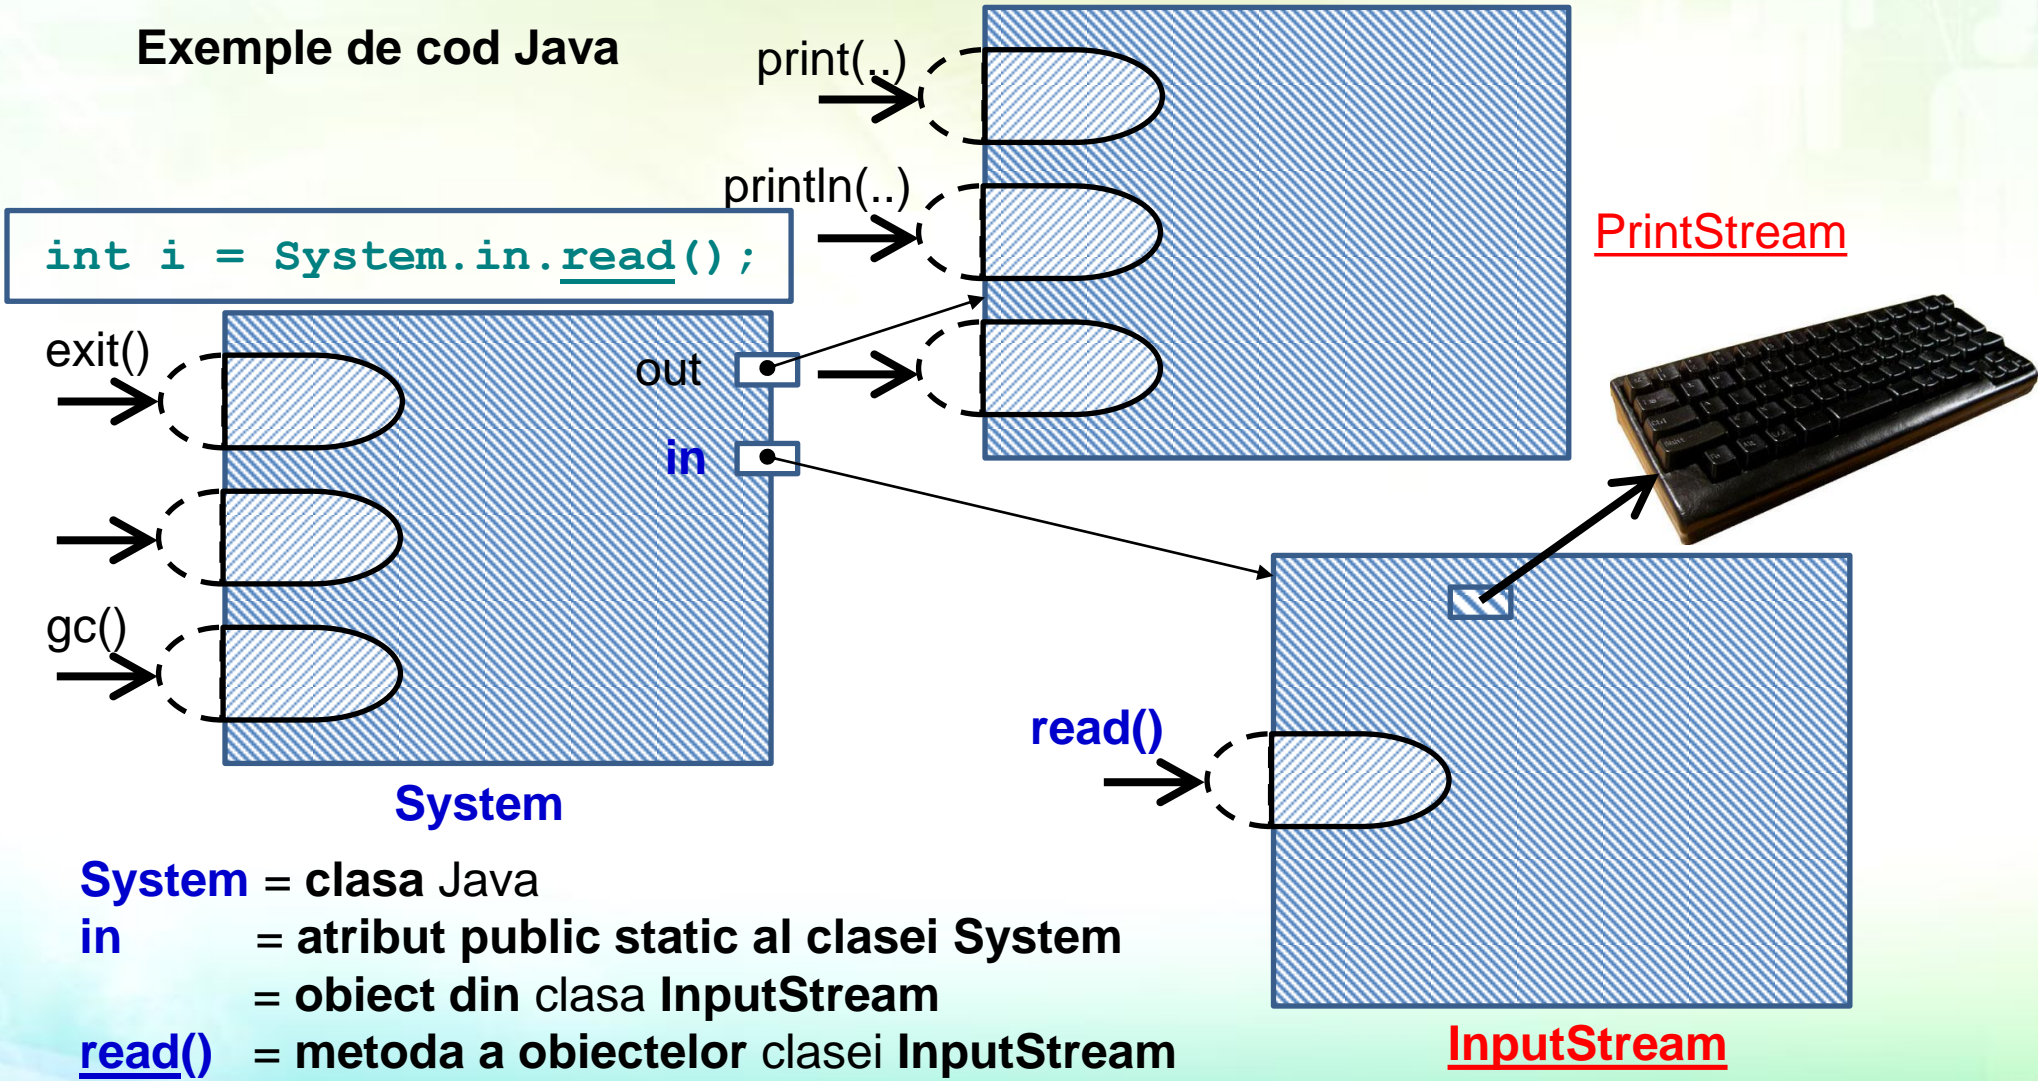 Exemple de cod Java
print(..)
println(..)
PrintStream
int i = System.in.read();
exit()
out
in
gc()
read()
System
System = clasa Java
in = atribut public static al clasei System
= obiect din clasa InputStream
read() = metoda a obiectelor clasei InputStream
InputStream